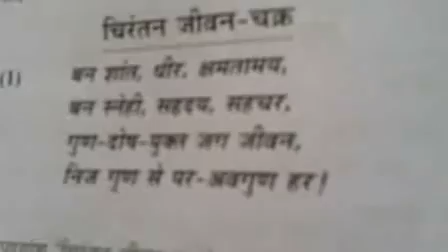 चिरंतन जीवन-चक्र
(1) बन शांत, धीर, क्षमतामय,
बन स्नेही, सहृदय, सहचर,
गुण-दोष-युक्त जग जीवन,
निज गुण से पर-अवगुण हर!